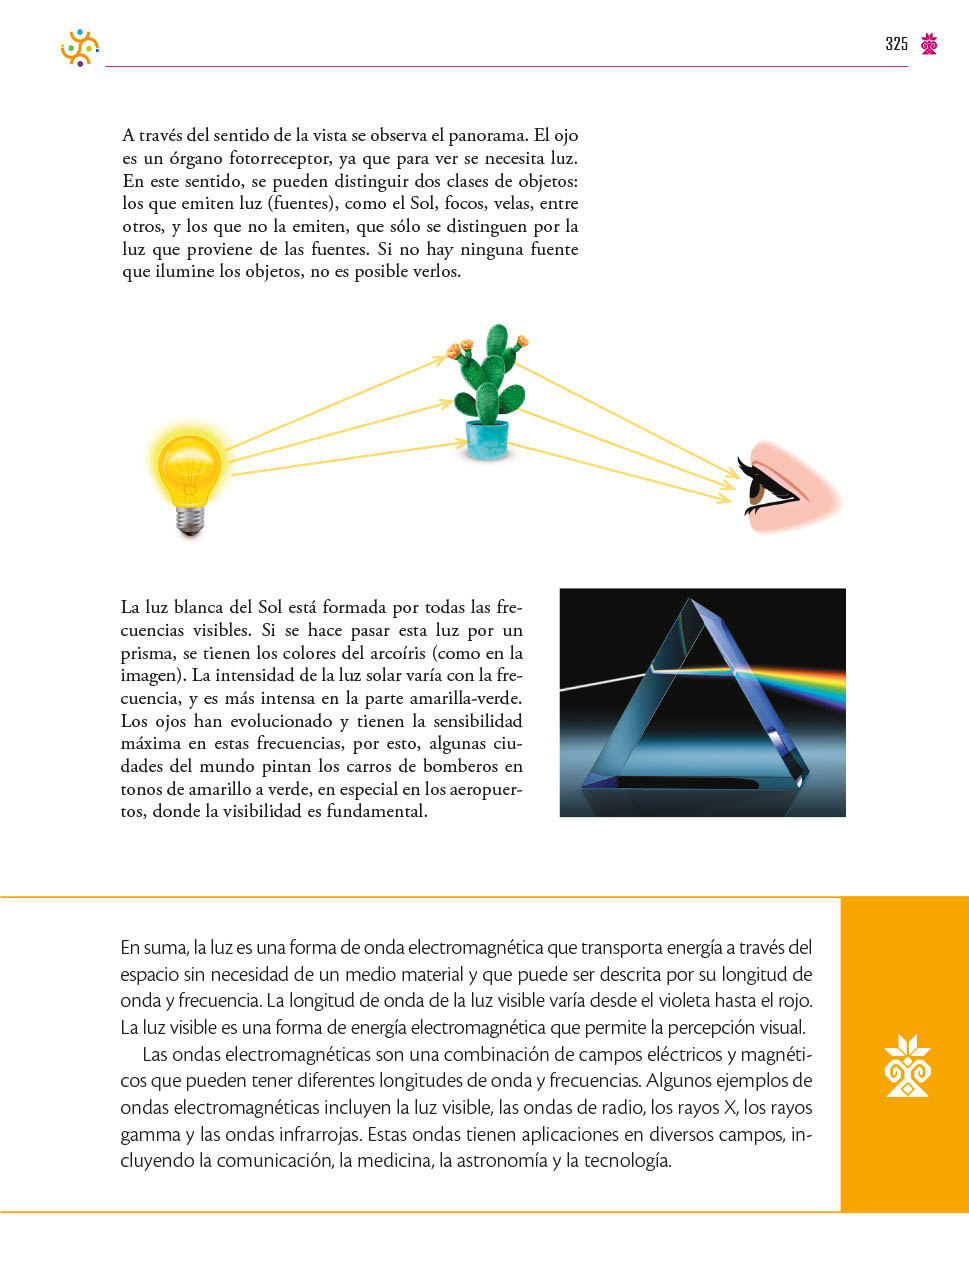 325
A través del sentido de la vista se observa el panorama. El ojo
es un órgano fotorreceptor, ya que para ver se necesita luz.
En este sentido, se pueden distinguir dos clases de objetos:
los que emiten luz (fuentes), como el Sol, focos, velas, entre
otros, y los que no la emiten, que sólo se distinguen por la
luz que proviene de las fuentes. Si no hay ninguna fuente
que ilumine los objetos, no es posible verlos.
La luz blanca del Sol está formada por todas las fre-
cuencias visibles. Si se hace pasar esta luz por un
prisma, se tienen los colores del arcoíris (como en la
imagen). La intensidad de la luz solar varía con la fre-
cuencia, y es más intensa en la parte amarilla-verde.
Los ojos han evolucionado y tienen la sensibilidad
máxima en estas frecuencias, por esto, algunas ciu-
dades del mundo pintan los carros de bomberos en
tonos de amarillo a verde, en especial en los aeropuer-
tos, donde la visibilidad es fundamental.
En suma, la luz es una forma de onda electromagnética que transporta energía a través del
espacio sin necesidad de un medio material y que puede ser descrita por su longitud de
onda y frecuencia. La longitud de onda de la luz visible varía desde el violeta hasta el rojo.
La luz visible es una forma de energía electromagnética que permite la percepción visual.
Las ondas electromagnéticas son una combinación de campos eléctricos y magnéti-
cos que pueden tener diferentes longitudes de onda y frecuencias. Algunos ejemplos de
ondas electromagnéticas incluyen la luz visible, las ondas de radio, los rayos X, los rayos
gamma y las ondas infrarrojas. Estas ondas tienen aplicaciones en diversos campos, in-
cluyendo la comunicación, la medicina, la astronomía y la tecnología.